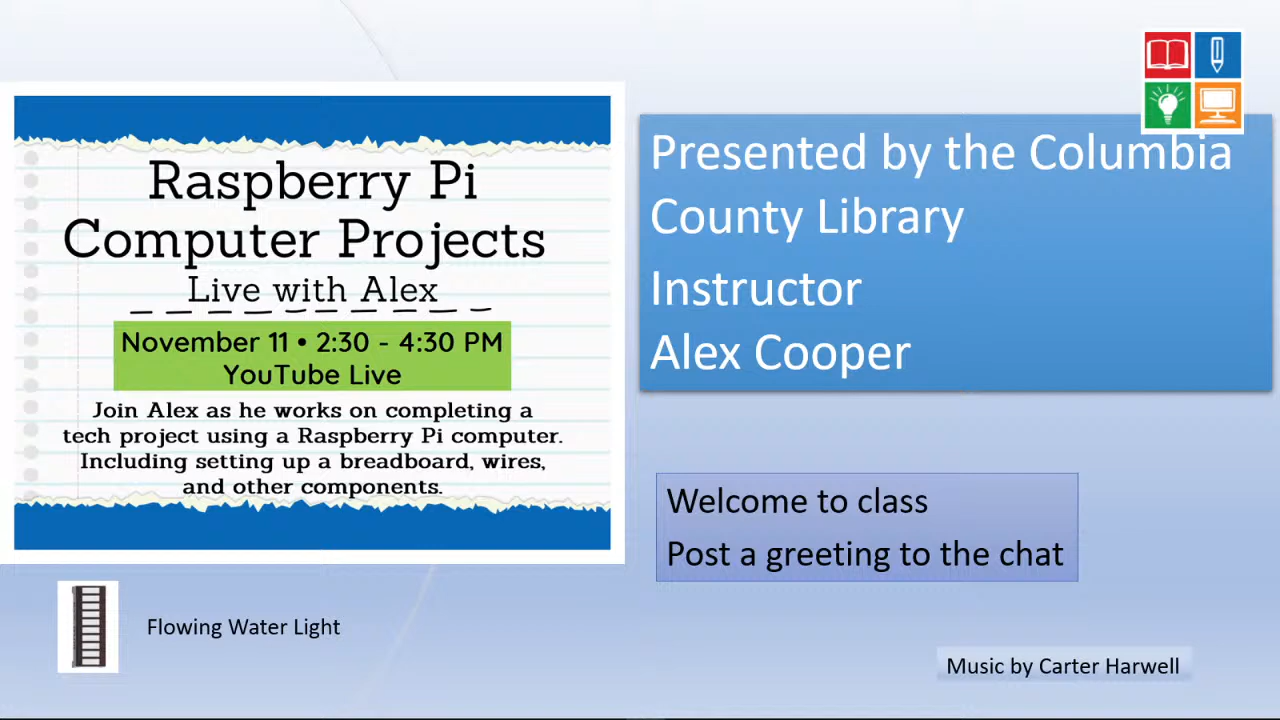 Raspberry Pi
Computer Projects
Live with Alex
November 11 • 2:30 - 4:30 PM
YouTube Live
Join Alex as he works on completing a
tech project using a Raspberry Pi computer.
Including setting up a breadboard, wires,
and other components.
Flowing Water Light
Presented by the Columbia
County Library
Instructor
Alex Cooper
Welcome to class
Post a greeting to the chat
Music by Carter Harwell